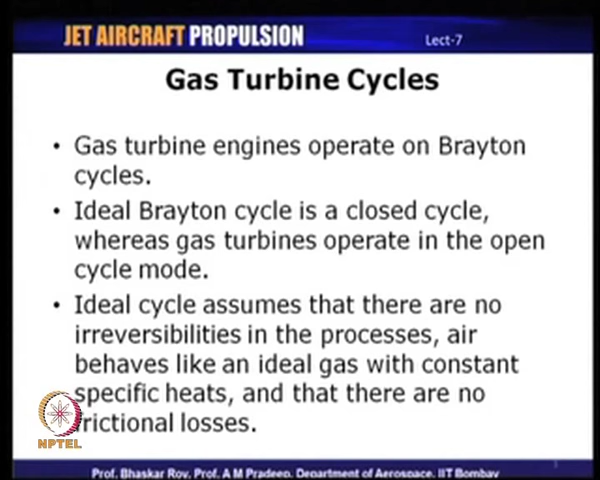 JET AIRCRAFT PROPULSION
Lect-7
Gas Turbine Cycles
• Gas turbine engines operate on Brayton
cycles.
• Ideal Brayton cycle is a closed cycle,
whereas gas turbines operate in the open
cycle mode.
• Ideal cycle assumes that there are no
irreversibilities in the processes, air
behaves like an ideal gas with constant
specific heats, and that there are no
frictional losses.
NPTEL
Prof. Bhaskar Roy, Prof. A M Pradeep, Department of Aerospace, IIT Bombay